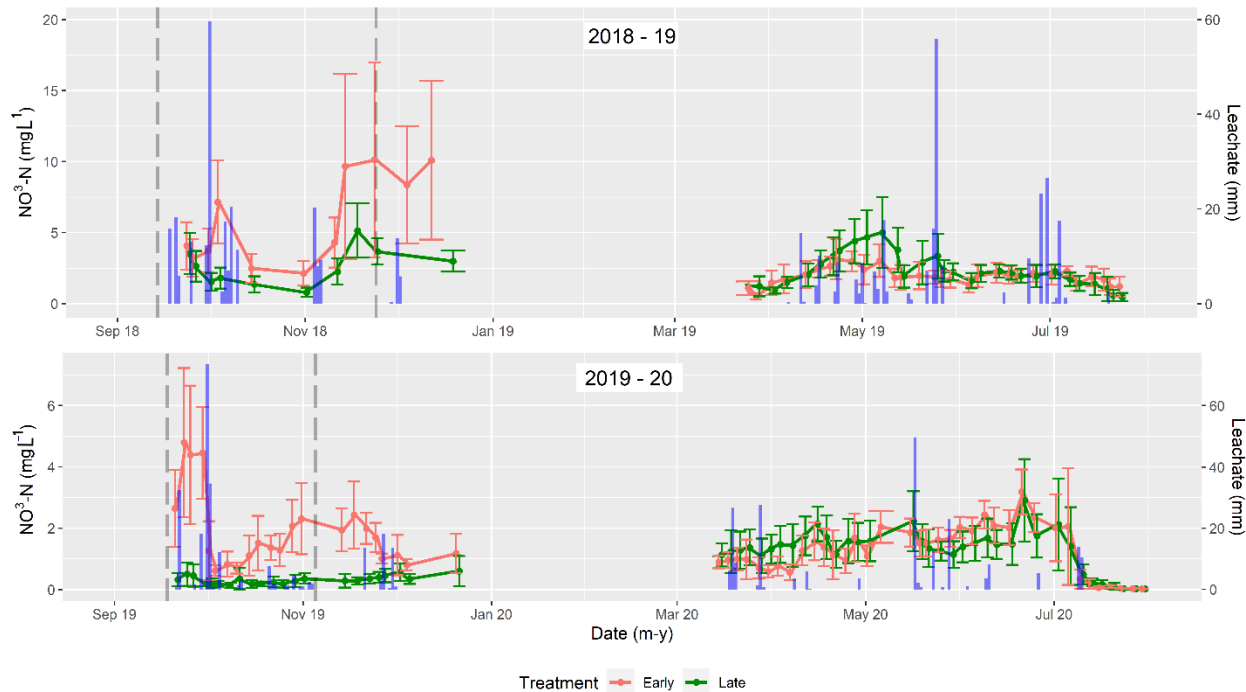 2018 - 19
20
15
10
5
0
NO³-N (mgL⁻¹)
60
40
20
0
Leachate (mm)
Sep 18 Nov 18 Jan 19 Mar 19 May 19 Jul 19
2019 - 20
6
4
2
0
NO³-N (mgL⁻¹)
60
40
20
0
Leachate (mm)
Sep 19 Nov 19 Jan 20 Mar 20 May 20 Jul 20
Date (m-y)
Treatment Early Late